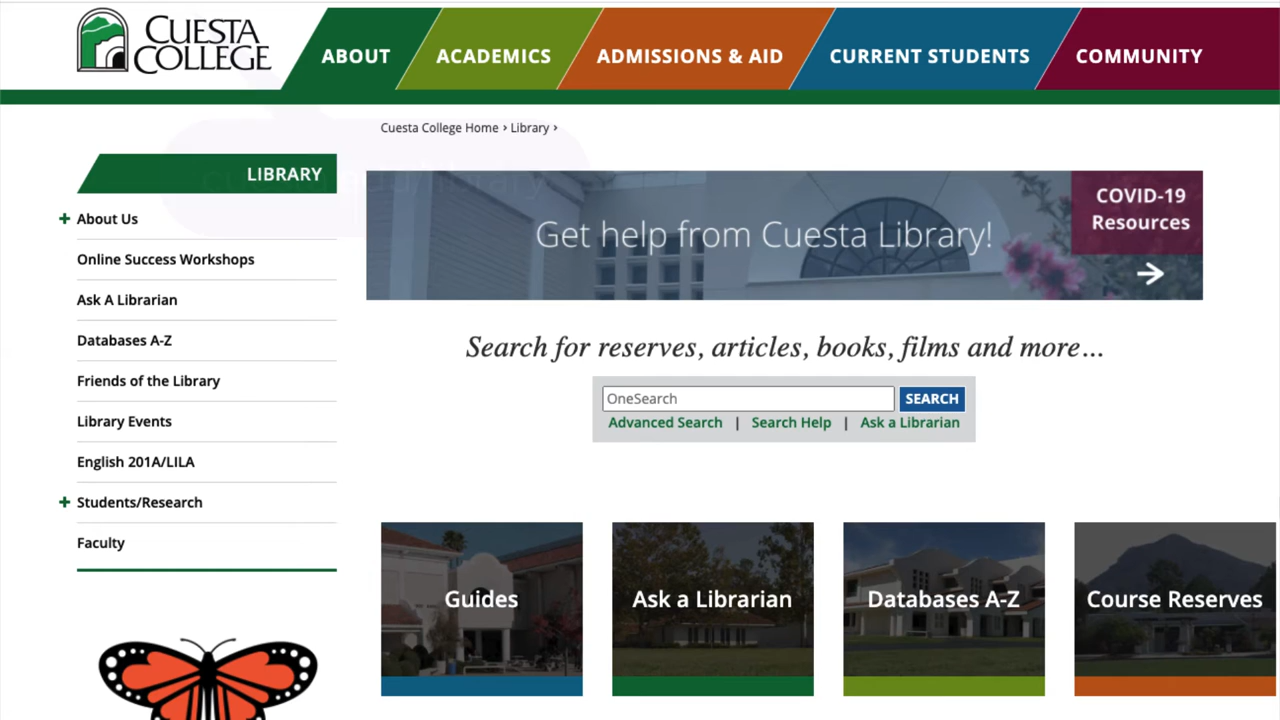 CUESTA
COLLEGE
ABOUT
ACADEMICS
ADMISSIONS & AID
CURRENT STUDENTS
COMMUNITY
Cuesta College Home › Library ›
LIBRARY
+ About Us
Online Success Workshops
Ask A Librarian
Databases A-Z
Friends of the Library
Library Events
English 201A/LILA
+ Students/Research
Faculty
Get help from Cuesta Library!
COVID-19
Resources
Search for reserves, articles, books, films and more...
OneSearch
SEARCH
Advanced Search | Search Help | Ask a Librarian
Guides
Ask a Librarian
Databases A-Z
Course Reserves